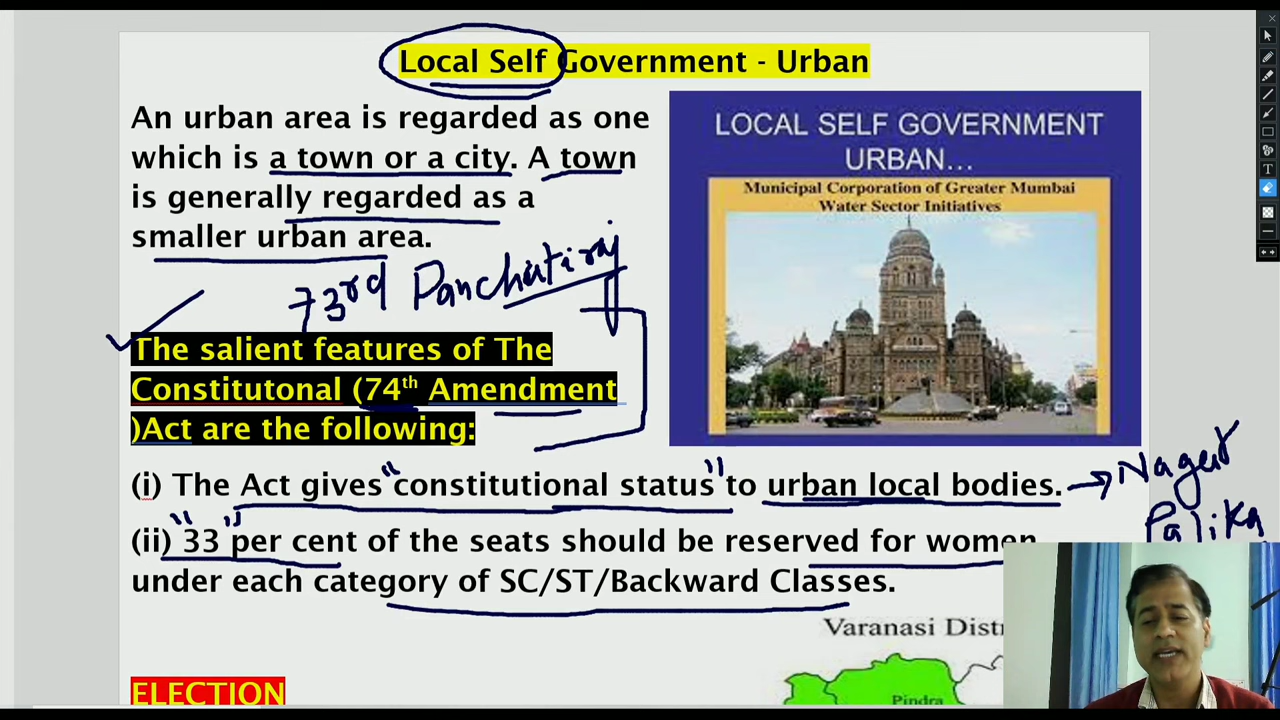 Local Self Government - Urban
An urban area is regarded as one
which is a town or a city. A town
is generally regarded as a
smaller urban area.
LOCAL SELF GOVERNMENT
URBAN...
Municipal Corporation of Greater Mumbai
Water Sector Initiatives
73rd Panchatiraj
The salient features of The
Constitutonal (74th Amendment
)Act are the following:
(i) The Act gives "constitutional status" to urban local bodies.
Nagar
Palika
(ii) "33" per cent of the seats should be reserved for women
under each category of SC/ST/Backward Classes.
Varanasi Dist
Pindra
ELECTION
T